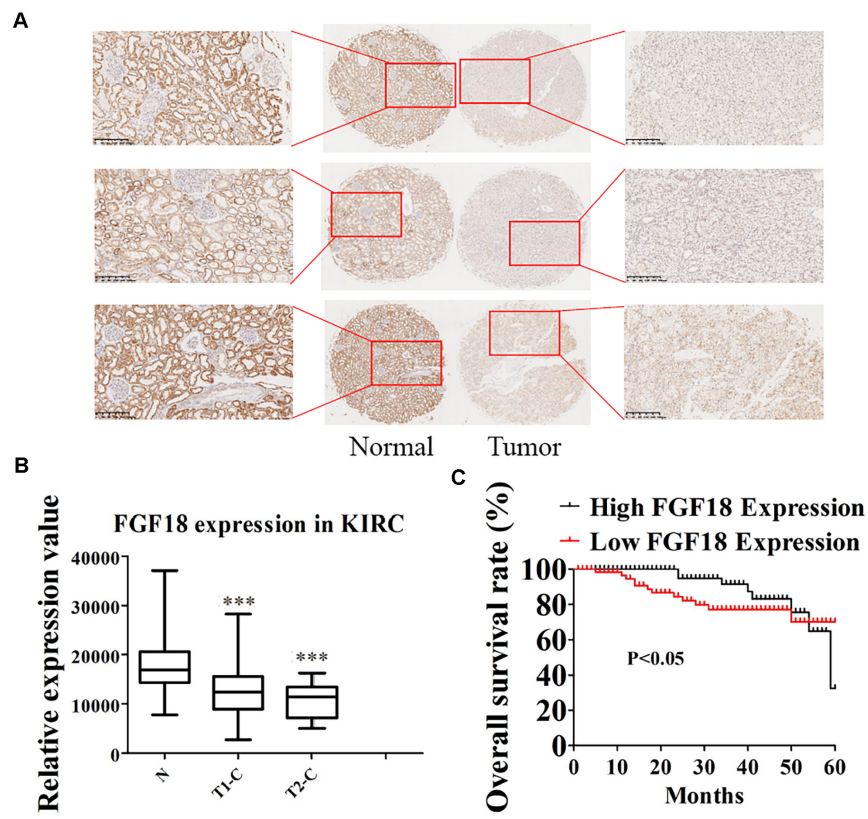 A
Normal Tumor
B
FGF18 expression in KIRC
Relative expression value
40000
30000
20000
10000
0
***
***
N
T1-C
T2-C
C
High FGF18 Expression
Low FGF18 Expression
Overall survival rate (%)
100
80
60
40
20
0
P<0.05
0 10 20 30 40 50 60
Months